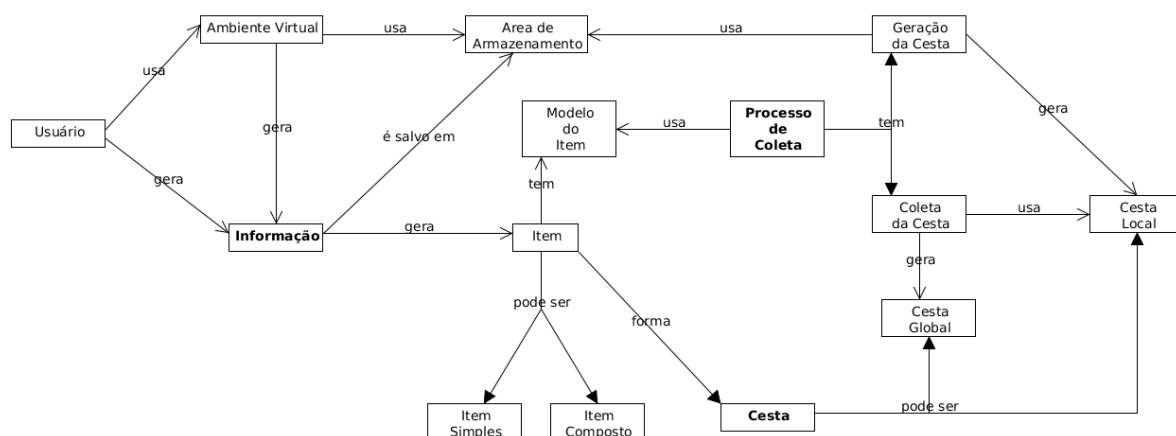 Ambiente Virtual
usa
Area de
Armazenamento
usa
Geração
da Cesta
usa
Usuário
gera
é salvo em
Modelo
do
Item
usa
Processo
de
Coleta
tem
gera
gera
tem
Informação
gera
Item
Coleta
da Cesta
usa
Cesta
Local
gera
pode ser
forma
Cesta
Global
Item
Simples
Item
Composto
Cesta
pode ser